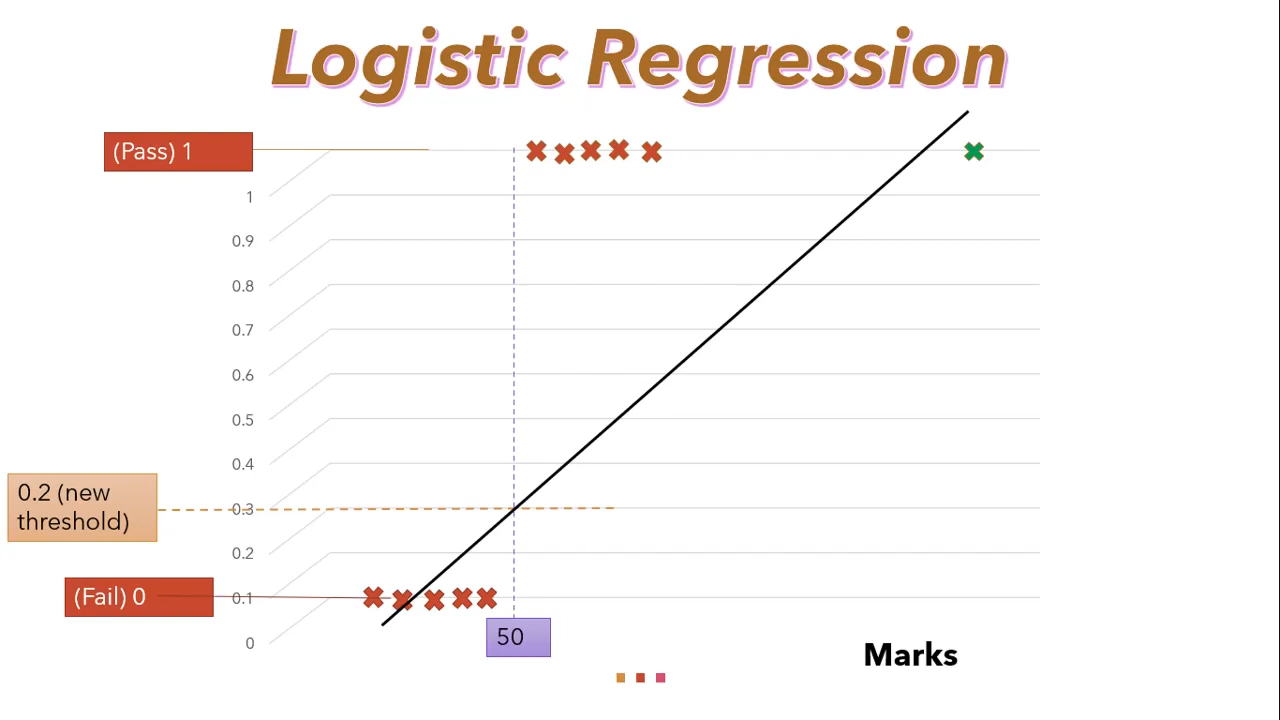 Logistic Regression
(Pass) 1
1
0.9
0.8
0.7
0.6
0.5
0.4
0.2 (new
threshold)
0.3
0.2
(Fail) 0
0.1
0
50
Marks